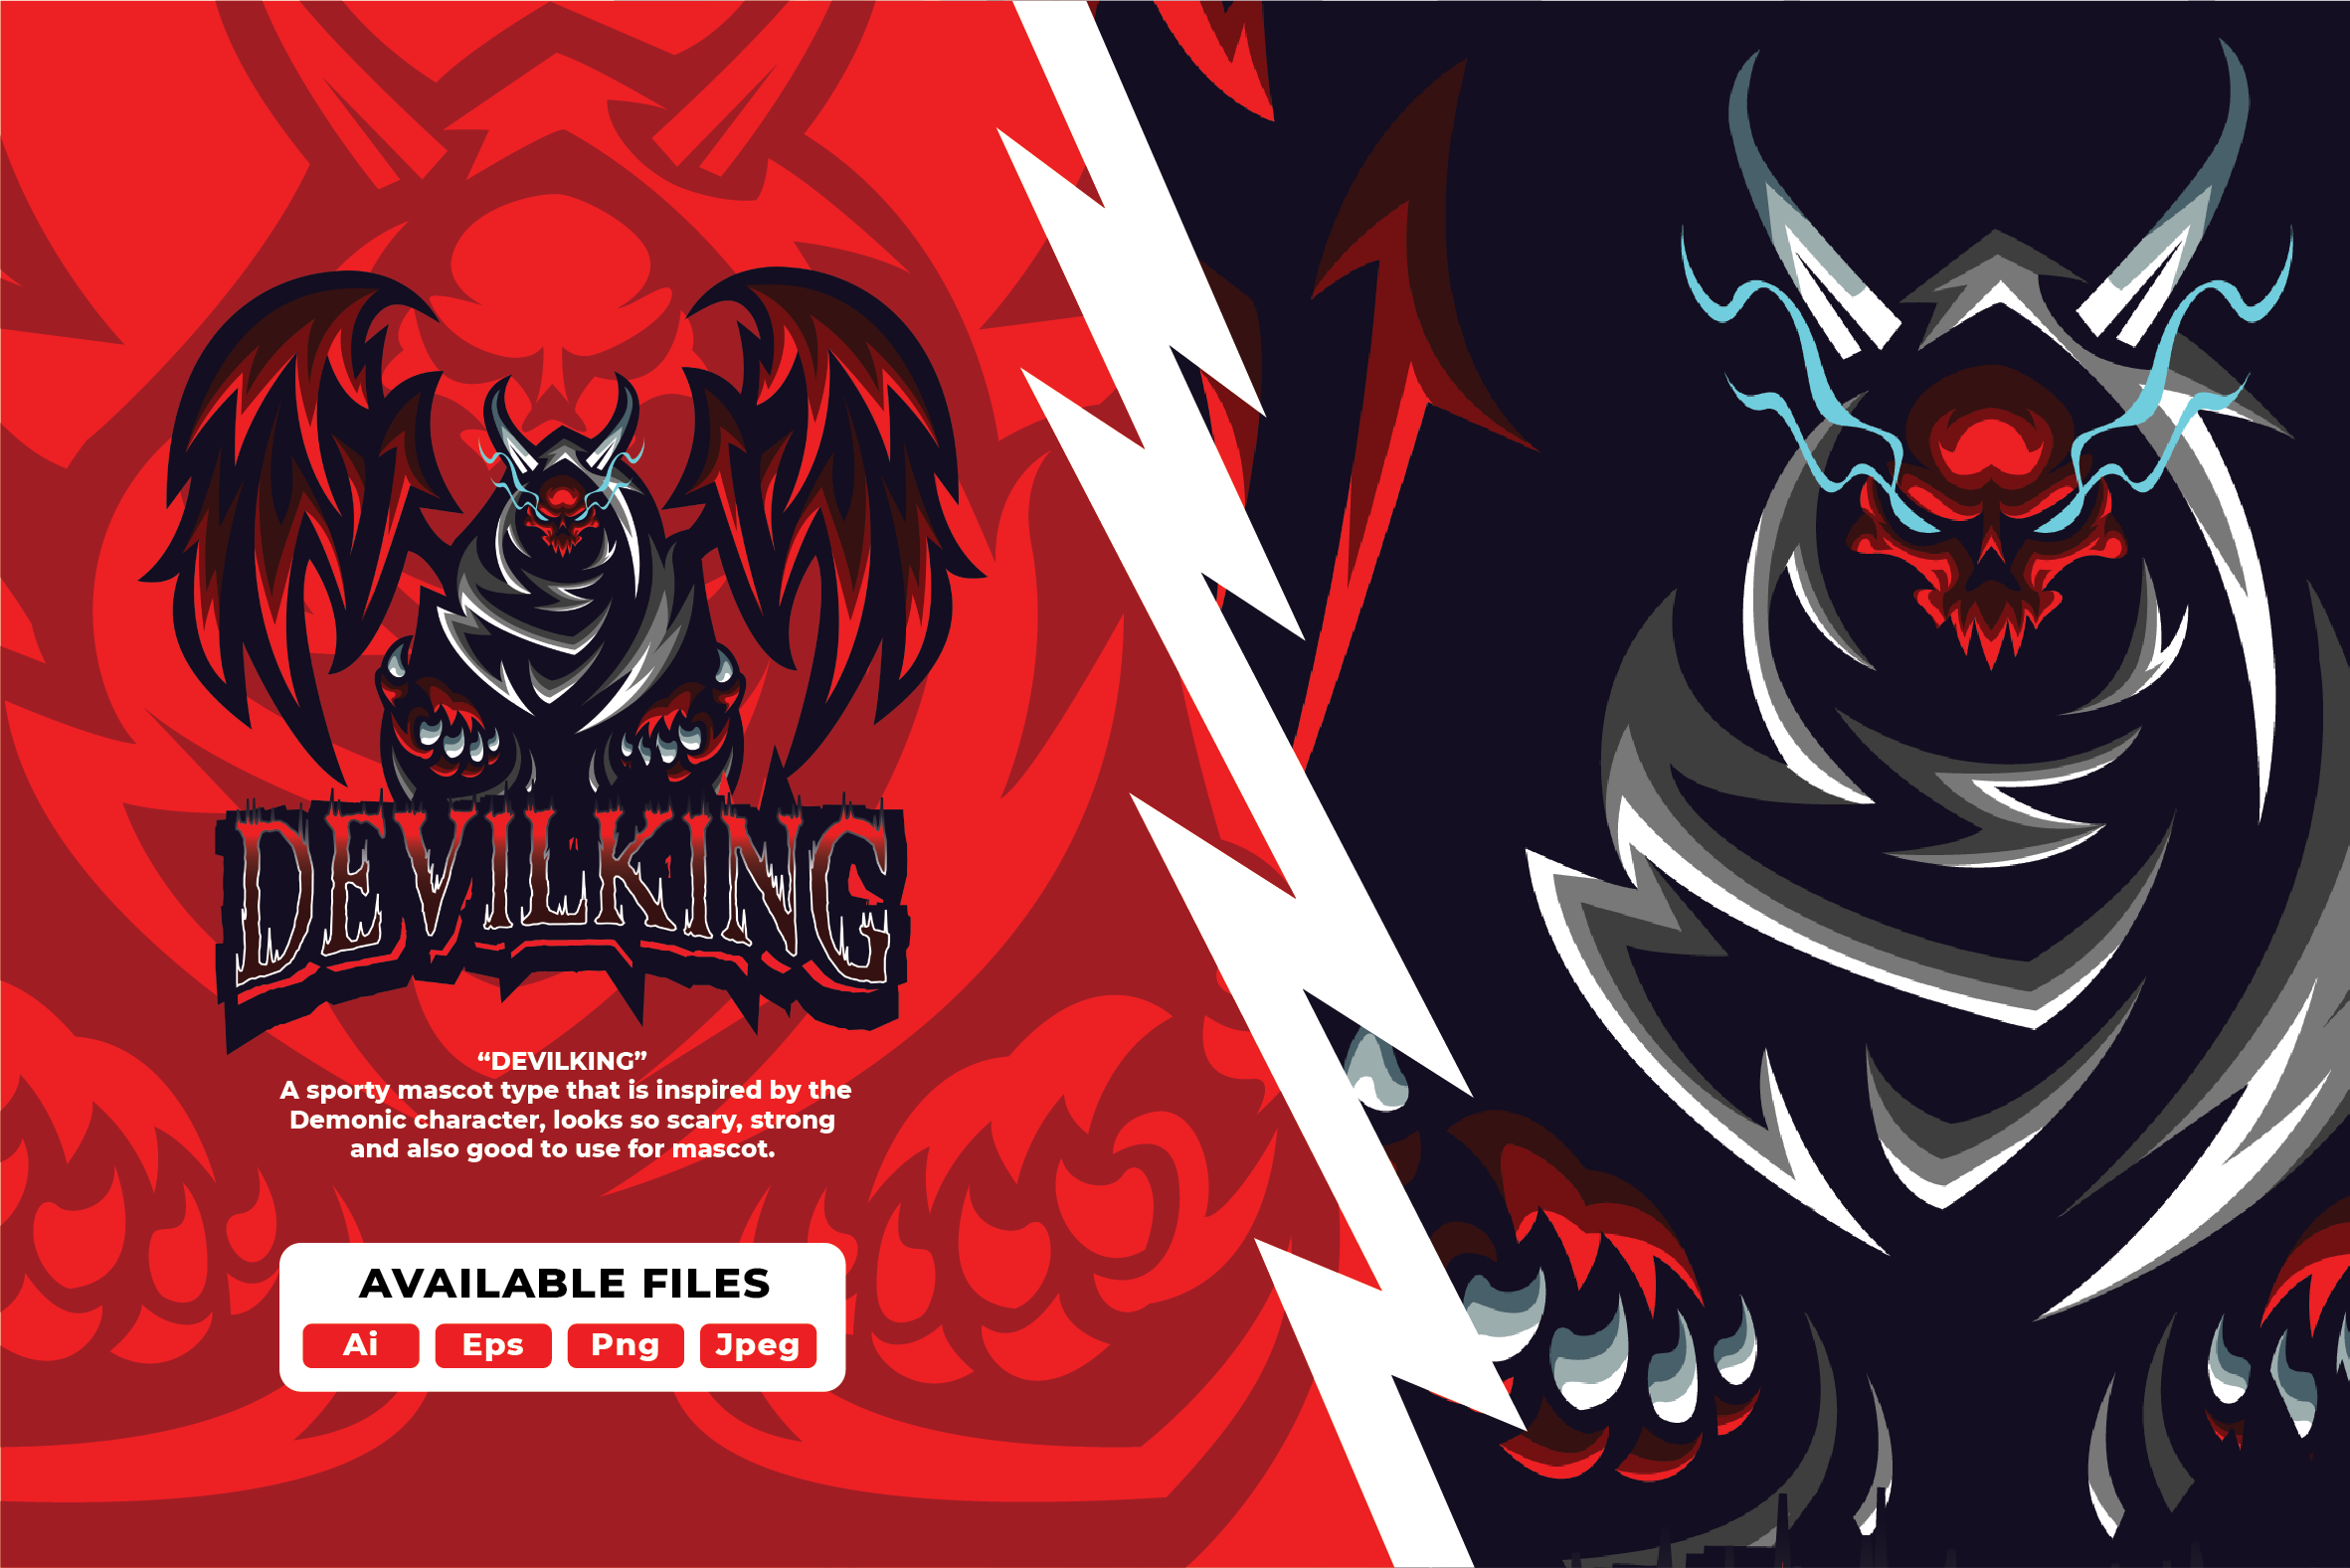 DEVILKING
“DEVILKING”
A sporty mascot type that is inspired by the
Demonic character, looks so scary, strong
and also good to use for mascot.
AVAILABLE FILES
Ai Eps Png Jpeg